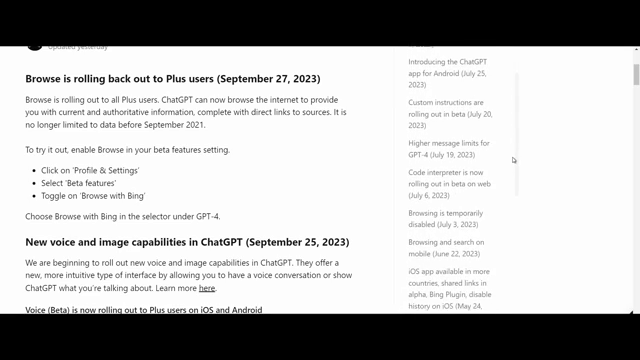 Updated yesterday
Browse is rolling back out to Plus users (September 27, 2023)
Browse is rolling out to all Plus users. ChatGPT can now browse the internet to provide
you with current and authoritative information, complete with direct links to sources. It is
no longer limited to data before September 2021.
To try it out, enable Browse in your beta features setting.
• Click on 'Profile & Settings'
• Select 'Beta features'
• Toggle on 'Browse with Bing'
Choose Browse with Bing in the selector under GPT-4.
New voice and image capabilities in ChatGPT (September 25, 2023)
We are beginning to roll out new voice and image capabilities in ChatGPT. They offer a
new, more intuitive type of interface by allowing you to have a voice conversation or show
ChatGPT what you're talking about. Learn more here.
Voice (Beta) is now rolling out to Plus users on iOS and Android
Introducing the ChatGPT
app for Android (July 25,
2023)
Custom instructions are
rolling out in beta (July 20,
2023)
Higher message limits for
GPT-4 (July 19, 2023)
Code interpreter is now
rolling out in beta on web
(July 6, 2023)
Browsing is temporarily
disabled (July 3, 2023)
Browsing and search on
mobile (June 22, 2023)
iOS app available in more
countries, shared links in
alpha, Bing Plugin, disable
history on iOS (May 24,